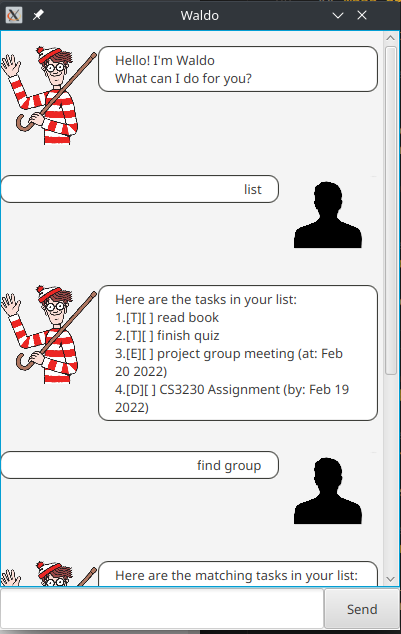 Waldo
Hello! I'm Waldo
What can I do for you?
list
Here are the tasks in your list:
1.[T][ ] read book
2.[T][ ] finish quiz
3.[E][ ] project group meeting (at: Feb
20 2022)
4.[D][ ] CS3230 Assignment (by: Feb 19
2022)
find group
Here are the matching tasks in your list:
Send